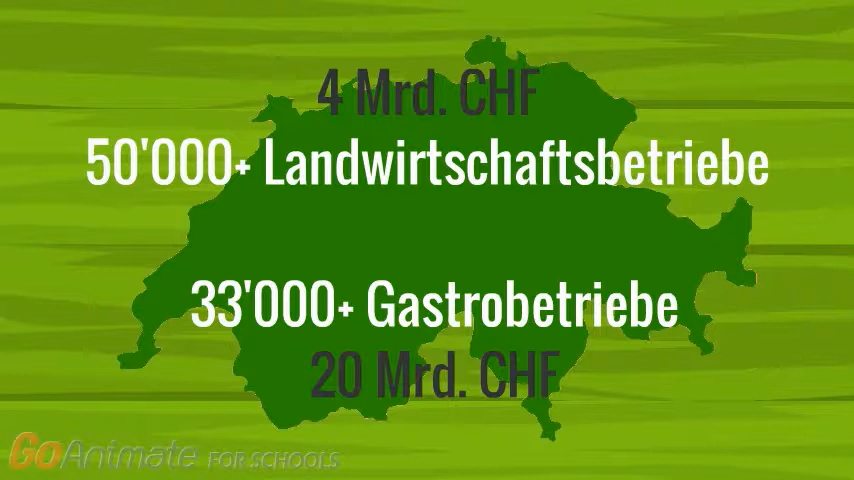 4 Mrd. CHF
50'000+ Landwirtschaftsbetriebe
33'000+ Gastrobetriebe
20 Mrd. CHF
GoAnimate FOR SCHOOLS